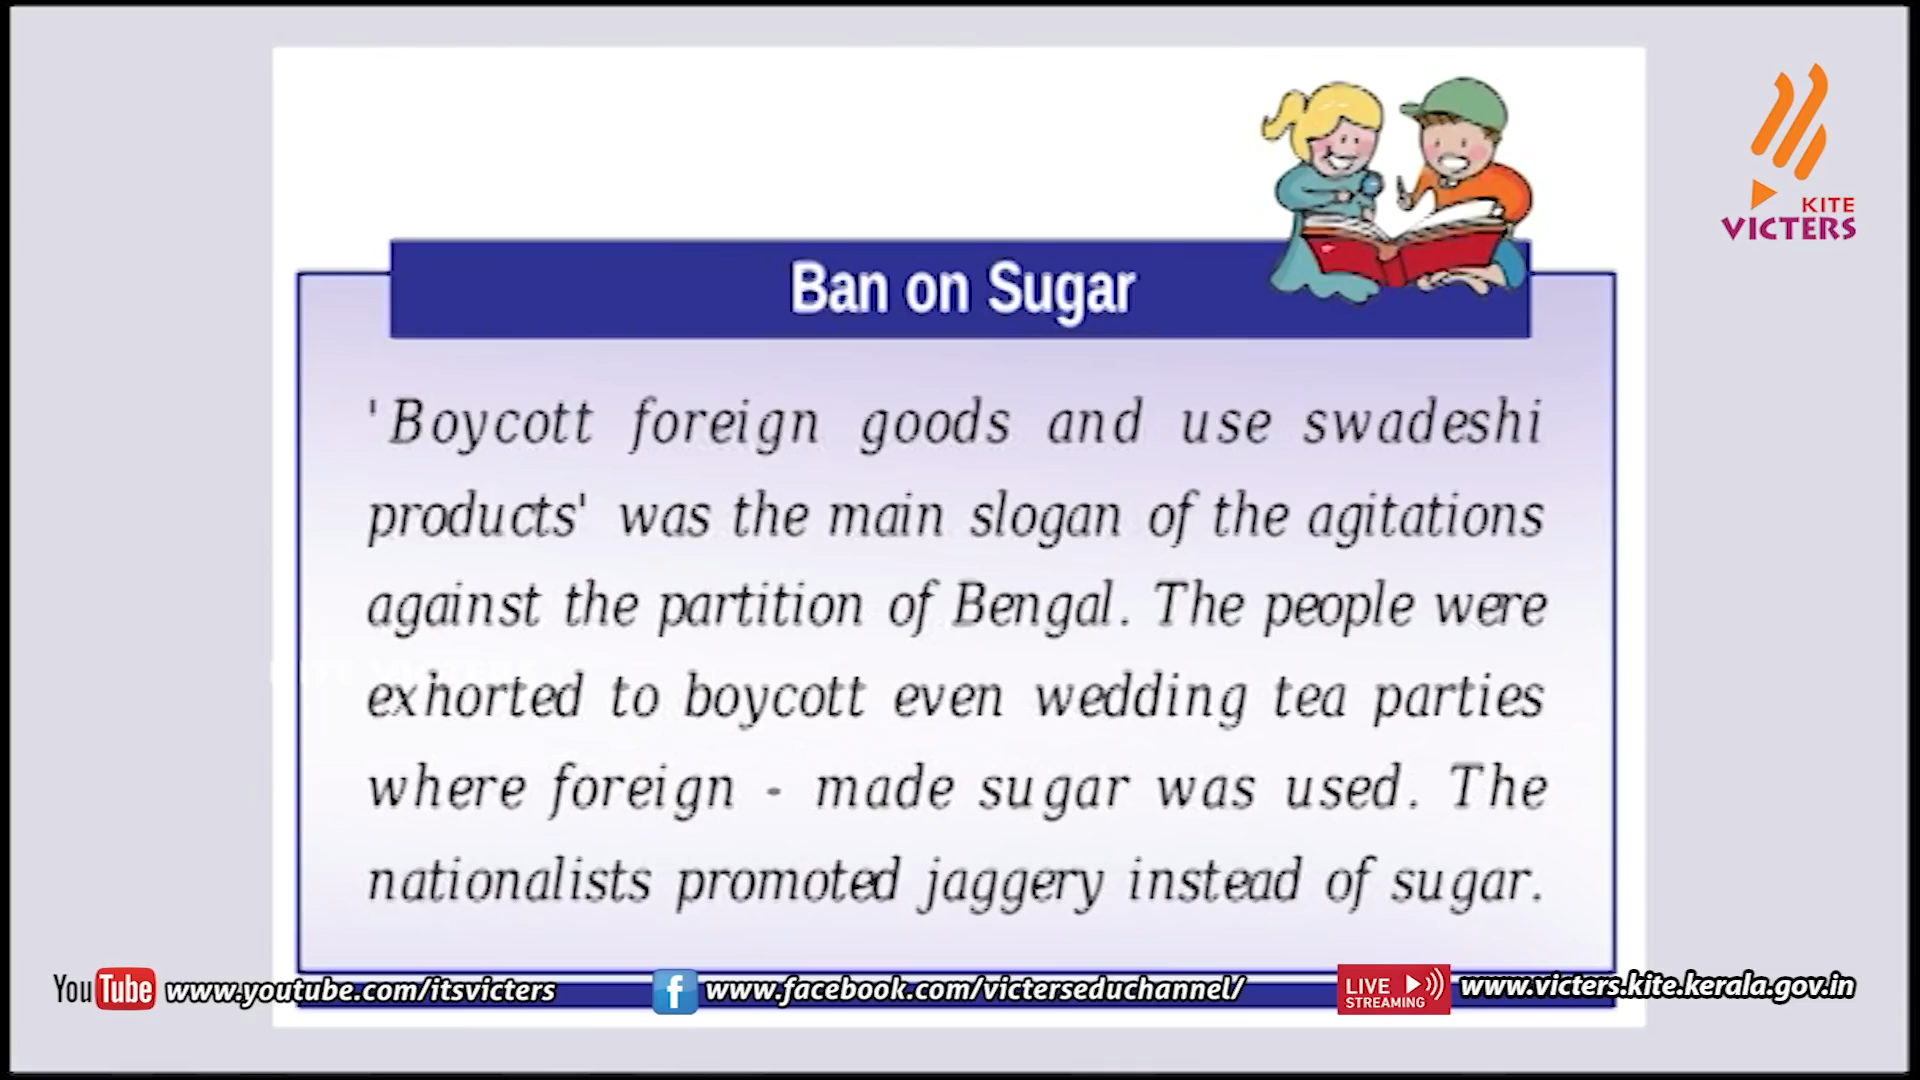 KITE
VICTERS
Ban on Sugar
'Boycott foreign goods and use swadeshi
products' was the main slogan of the agitations
against the partition of Bengal. The people were
exhorted to boycott even wedding tea parties
where foreign - made sugar was used. The
nationalists promoted jaggery instead of sugar.
YouTube www.youtube.com/itsvicters
f www.facebook.com/victerseduchannel/
LIVE
STREAMING
www.victers.kite.kerala.gov.in